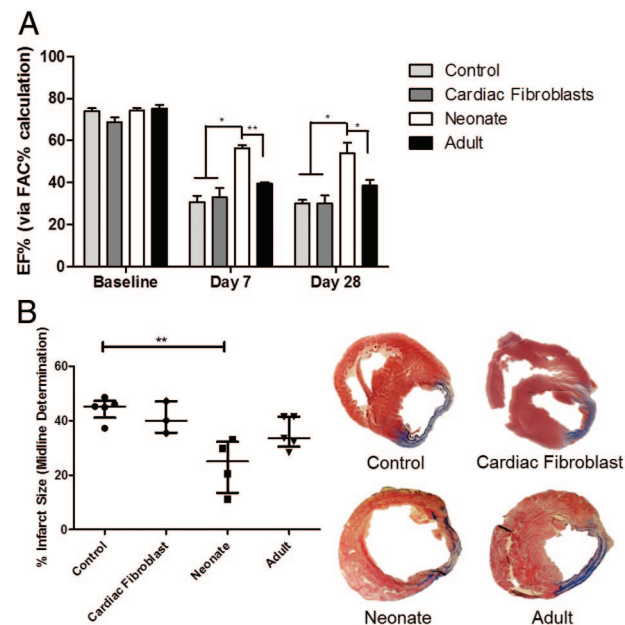 A
EF% (via FAC% calculation)
100
80
60
40
20
0
* ** * *
Baseline Day 7 Day 28
Control
Cardiac Fibroblasts
Neonate
Adult
B
% Infarct Size (Midline Determination)
60
40
20
0
**
Control Cardiac Fibroblast Neonate Adult
Control Cardiac Fibroblast
Neonate Adult